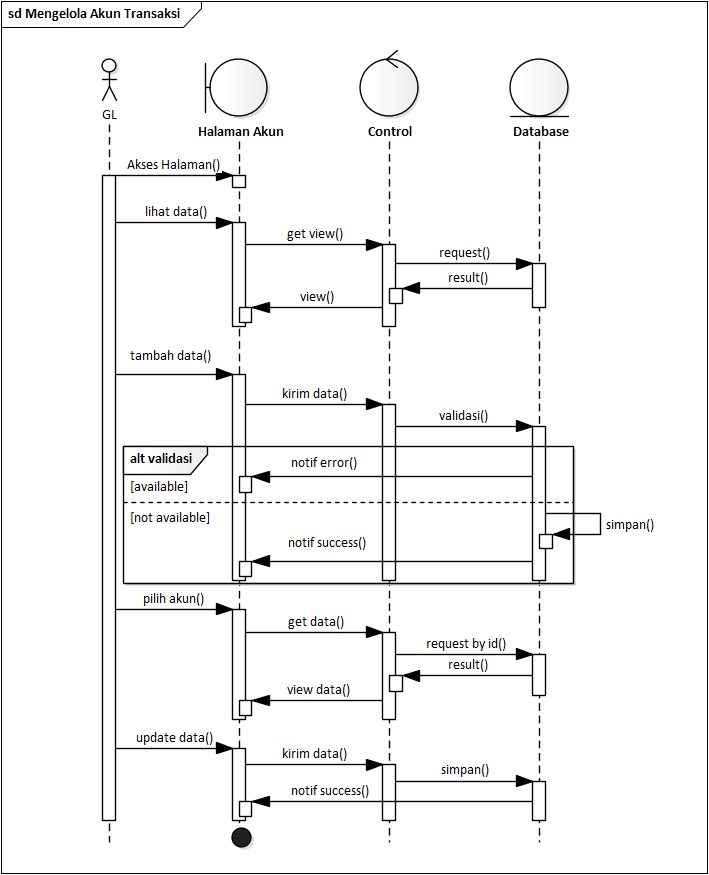 sd Mengelola Akun Transaksi
GL
Halaman Akun
Control
Database
Akses Halaman()
lihat data()
get view()
request()
result()
view()
tambah data()
kirim data()
validasi()
alt validasi
notif error()
[available]
[not available]
simpan()
notif success()
pilih akun()
get data()
request by id()
result()
view data()
update data()
kirim data()
simpan()
notif success()